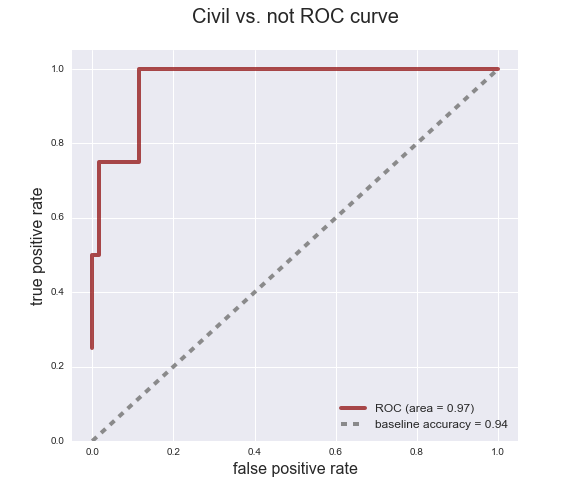 Civil vs. not ROC curve
1.0
0.8
0.6
0.4
0.2
0.0
true positive rate
0.0 0.2 0.4 0.6 0.8 1.0
false positive rate
ROC (area = 0.97)
baseline accuracy = 0.94